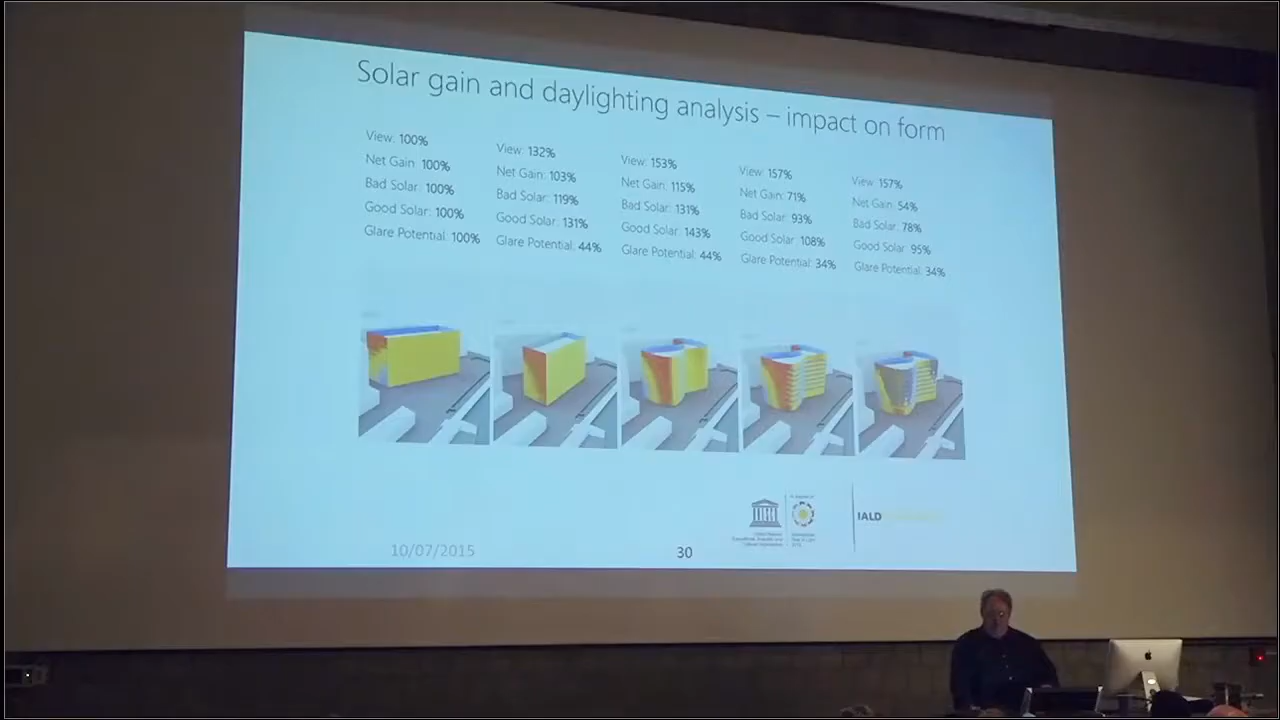 Solar gain and daylighting analysis – impact on form
View: 100%
Net Gain: 100%
Bad Solar: 100%
Good Solar: 100%
Glare Potential: 100%
View: 132%
Net Gain: 103%
Bad Solar: 119%
Good Solar: 131%
Glare Potential: 44%
View: 153%
Net Gain: 115%
Bad Solar: 131%
Good Solar: 143%
Glare Potential: 44%
View: 157%
Net Gain: 71%
Bad Solar: 93%
Good Solar: 108%
Glare Potential: 34%
View: 157%
Net Gain: 54%
Bad Solar: 78%
Good Solar: 95%
Glare Potential: 34%
IALD
10/07/2015
30